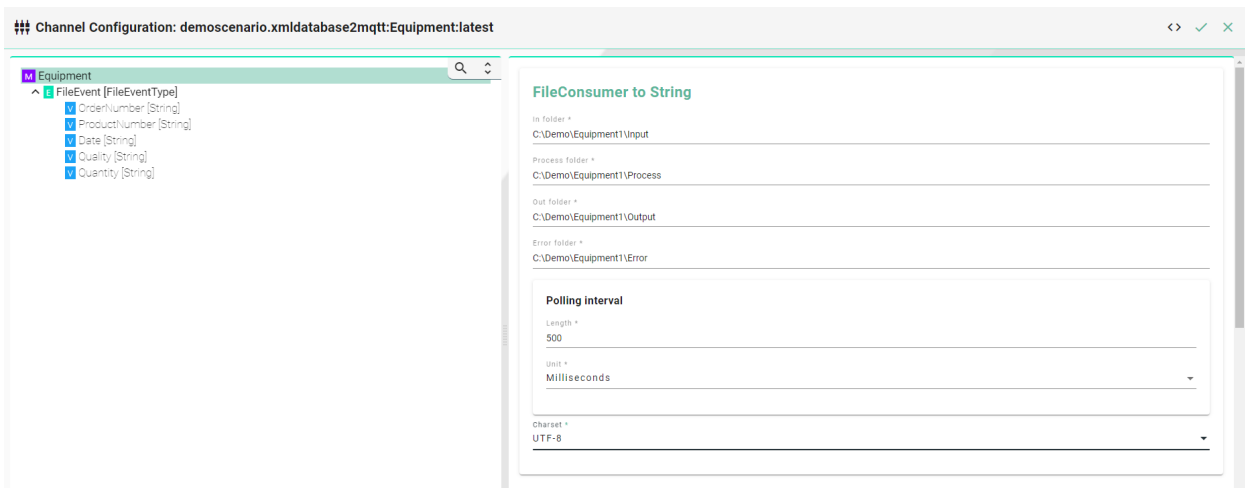 Channel Configuration: demoscenario.xmldatabase2mqtt:Equipment:latest
M Equipment
E FileEvent [FileEventType]
V OrderNumber [String]
V ProductNumber [String]
V Date [String]
V Quality [String]
V Quantity [String]
FileConsumer to String
In folder *
C:\Demo\Equipment1\Input
Process folder *
C:\Demo\Equipment1\Process
Out folder *
C:\Demo\Equipment1\Output
Error folder *
C:\Demo\Equipment1\Error
Polling interval
Length *
500
Unit *
Milliseconds
Charset *
UTF-8